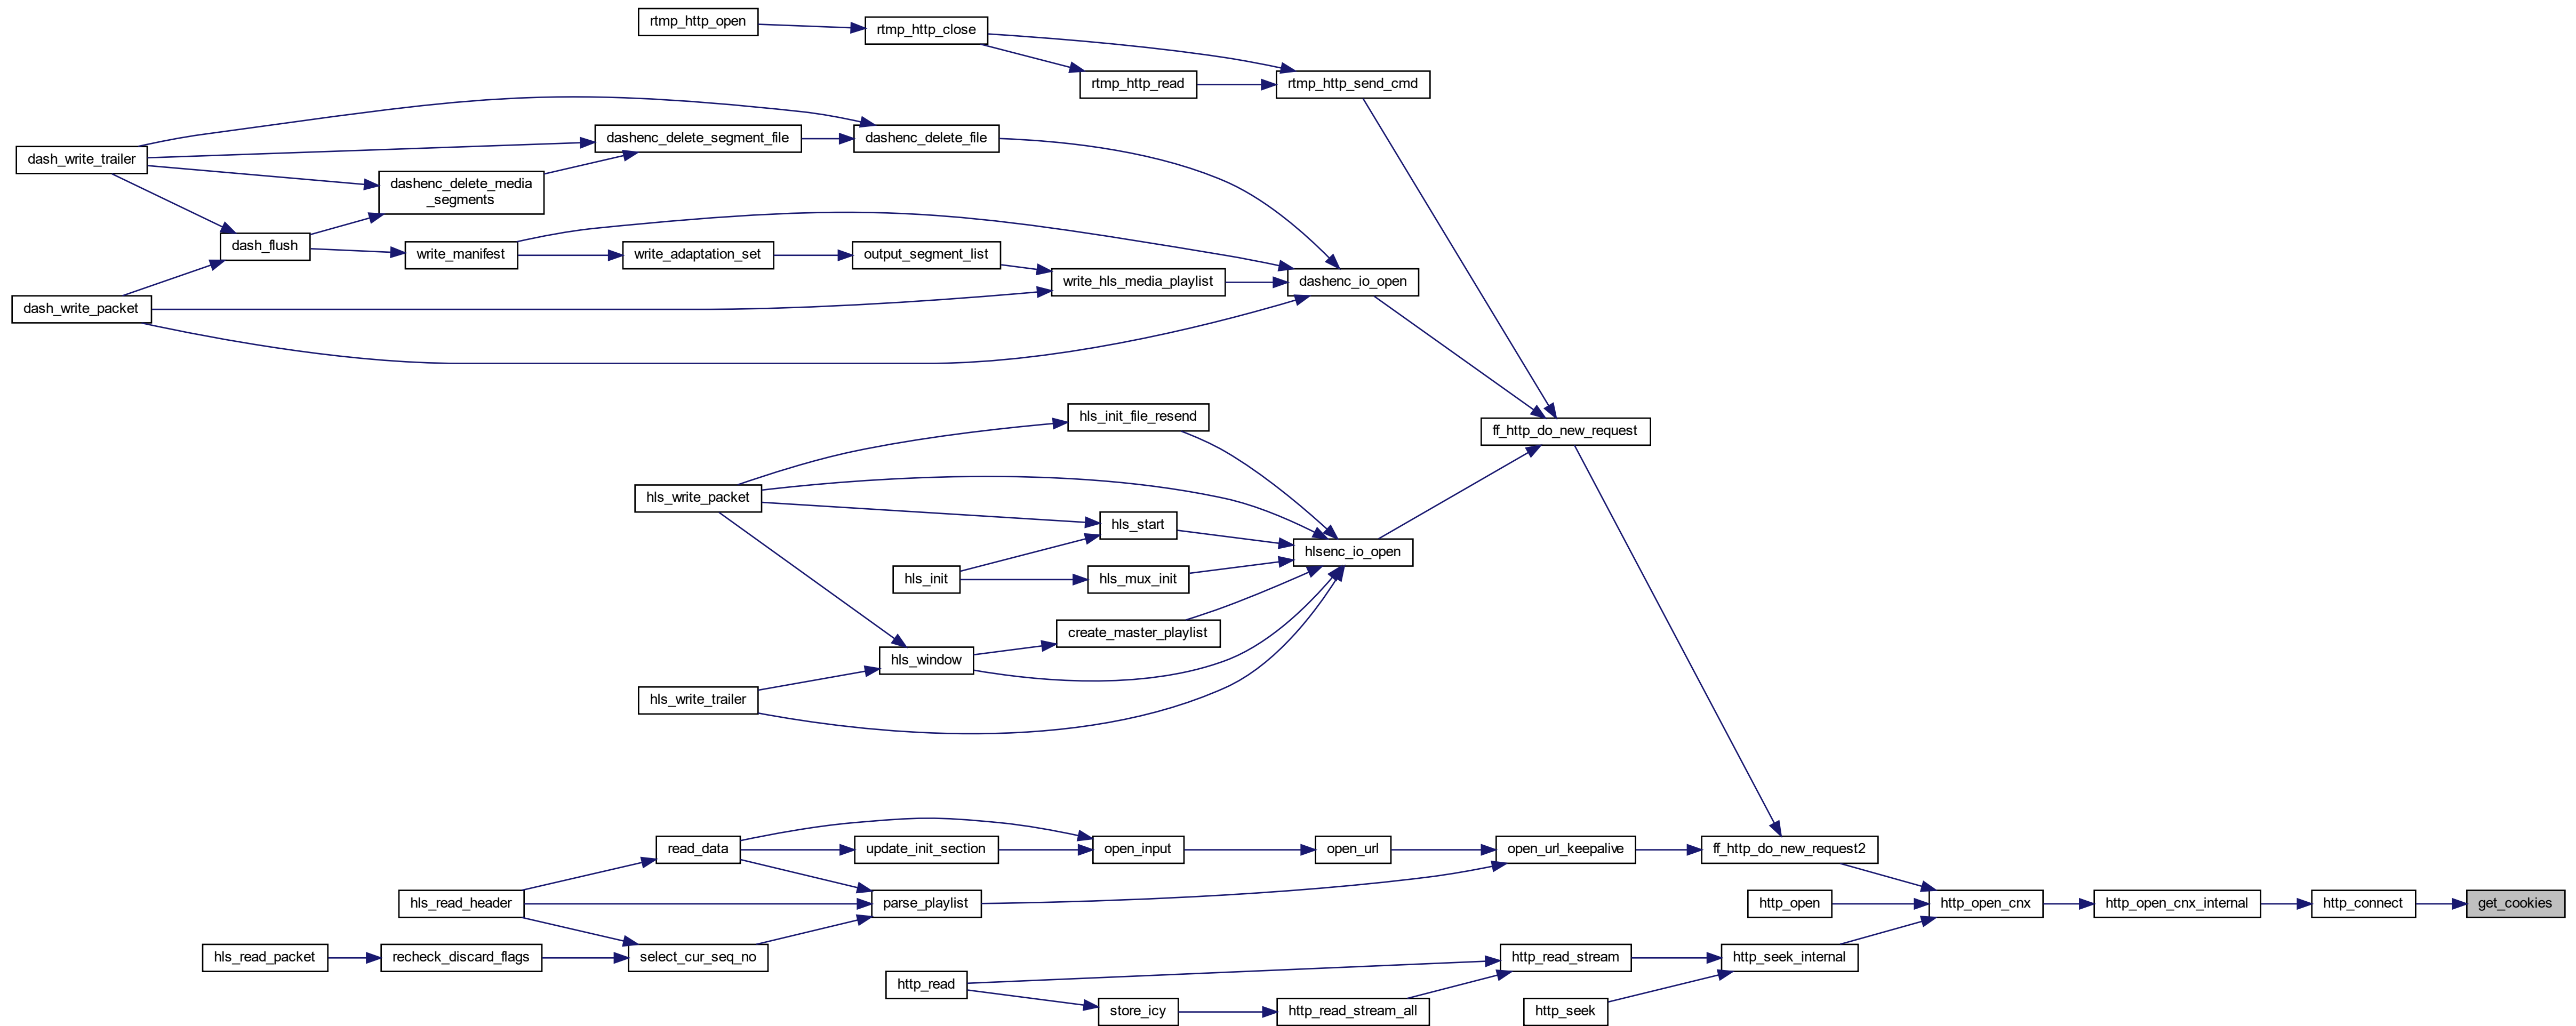 rtmp_http_open
rtmp_http_close
rtmp_http_read
rtmp_http_send_cmd
dash_write_trailer
dashenc_delete_segment_file
dashenc_delete_file
dashenc_delete_media
_segments
dash_flush
write_manifest
write_adaptation_set
output_segment_list
write_hls_media_playlist
dashenc_io_open
dash_write_packet
hls_init_file_resend
ff_http_do_new_request
hls_write_packet
hls_start
hlsenc_io_open
hls_init
hls_mux_init
create_master_playlist
hls_window
hls_write_trailer
read_data
update_init_section
open_input
open_url
open_url_keepalive
ff_http_do_new_request2
hls_read_header
parse_playlist
http_open
http_open_cnx
http_open_cnx_internal
http_connect
get_cookies
hls_read_packet
recheck_discard_flags
select_cur_seq_no
http_read_stream
http_seek_internal
http_read
store_icy
http_read_stream_all
http_seek